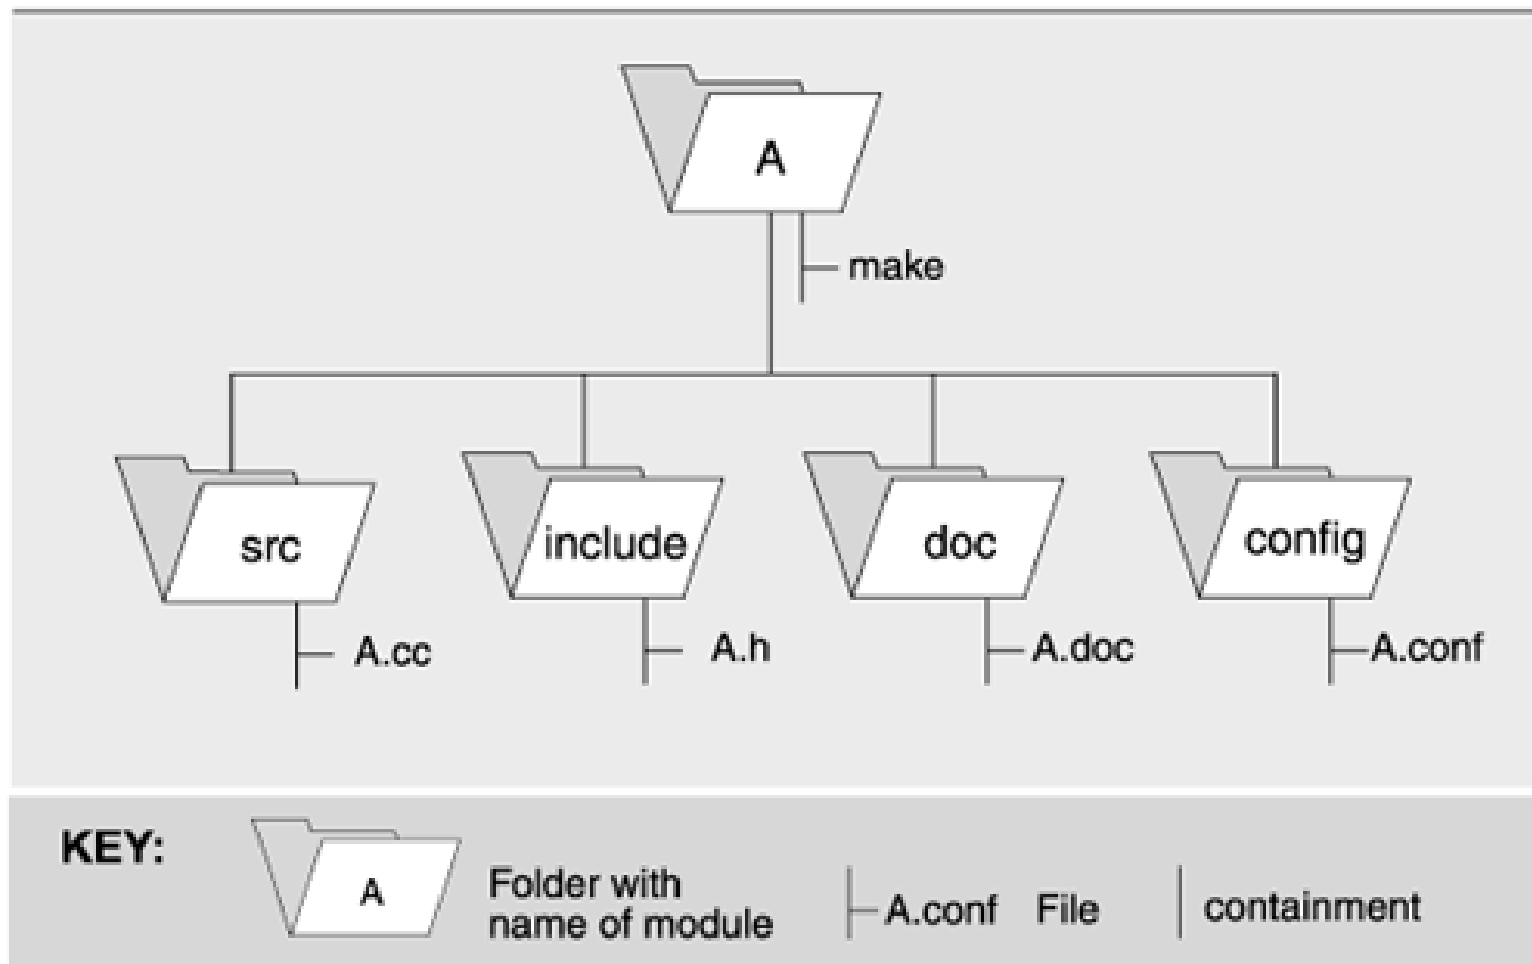 A
make
src
include
doc
config
A.cc
A.h
A.doc
A.conf
KEY:
A
Folder with
name of module
A.conf
File
containment